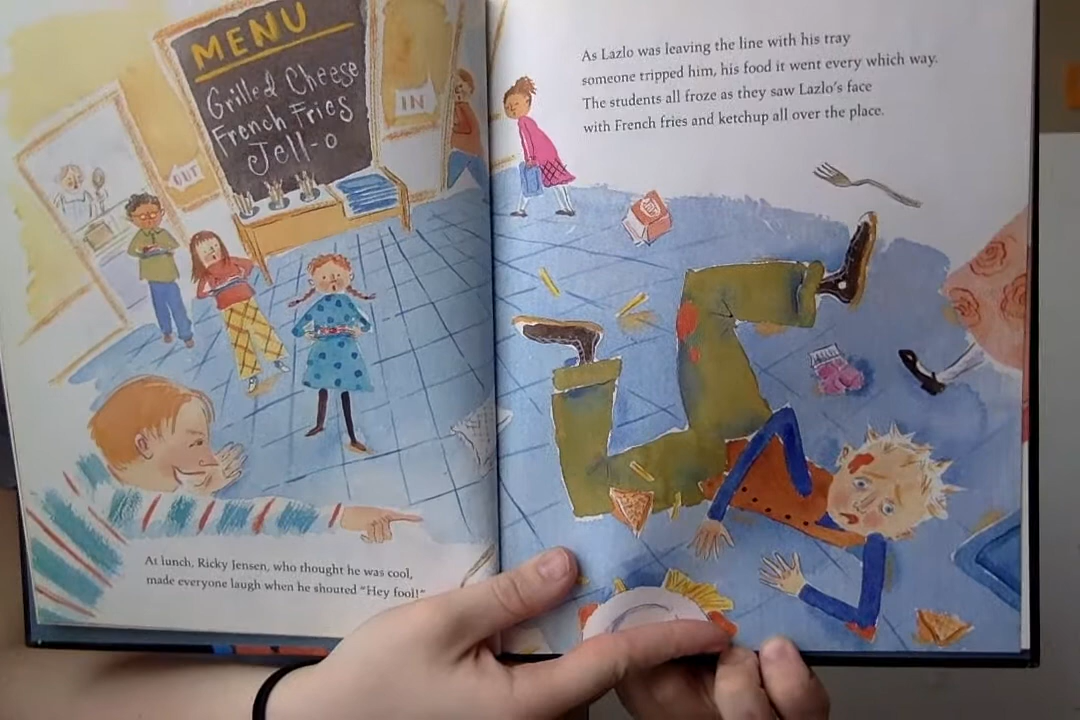 MENU
Grilled Cheese
French Fries
Jell-o
OUT
IN
At lunch, Ricky Jensen, who thought he was cool,
made everyone laugh when he shouted “Hey fool!”
As Lazlo was leaving the line with his tray
someone tripped him, his food it went every which way.
The students all froze as they saw Lazlo’s face
with French fries and ketchup all over the place.